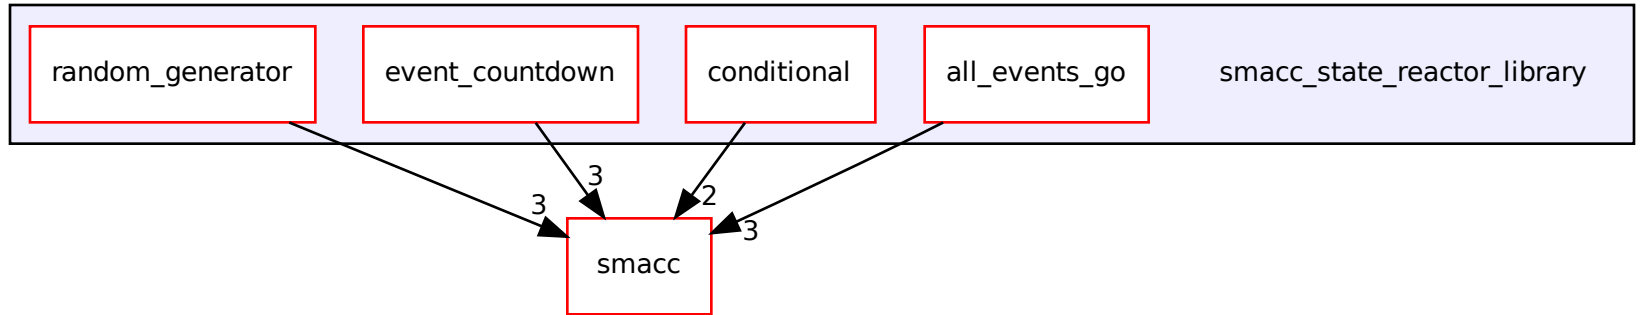 random_generator
event_countdown
conditional
all_events_go
smacc_state_reactor_library
3
3
2
3
smacc